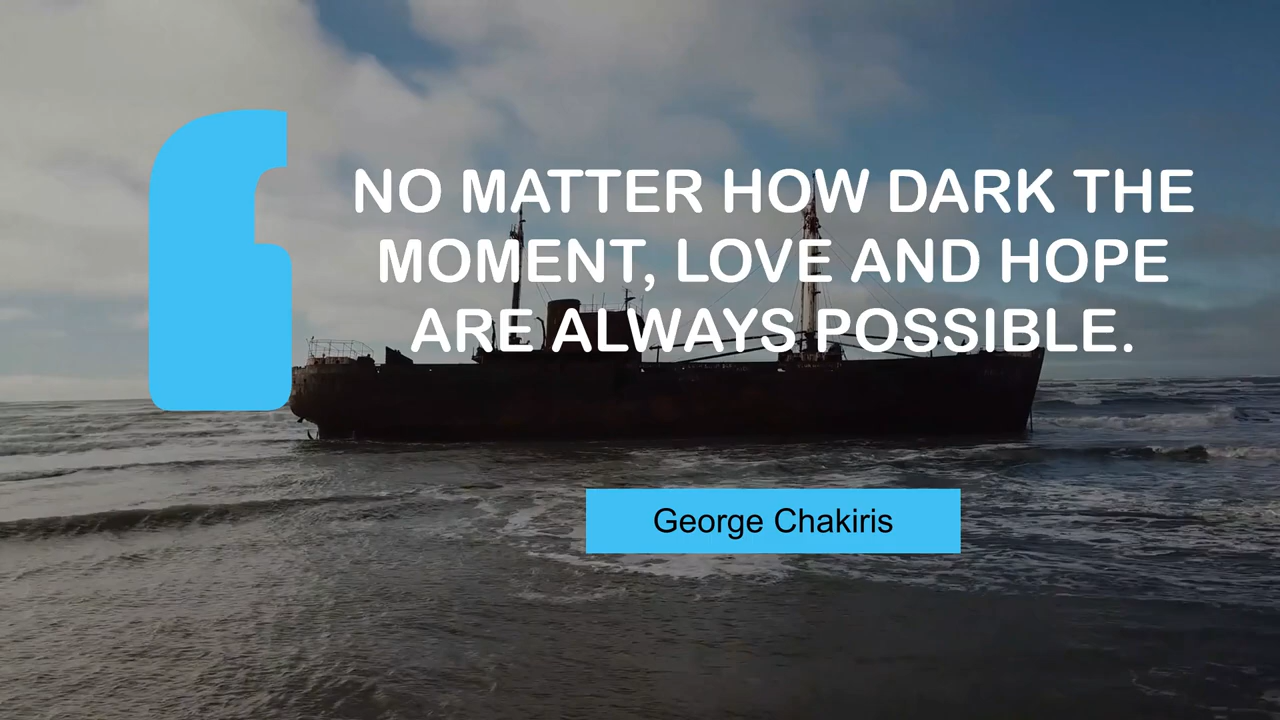 NO MATTER HOW DARK THE
MOMENT, LOVE AND HOPE
ARE ALWAYS POSSIBLE.
George Chakiris